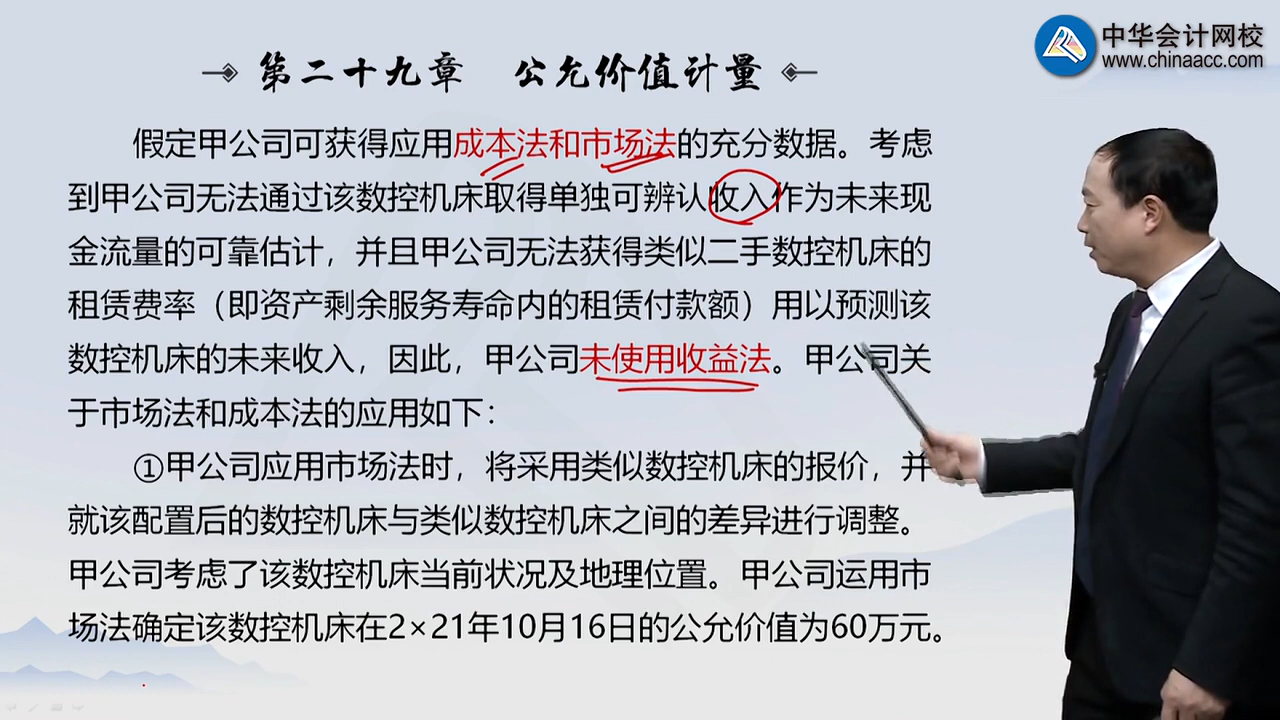 中华会计网校
www.chinaacc.com
第二十九章 公允价值计量
假定甲公司可获得应用成本法和市场法的充分数据。考虑
到甲公司无法通过该数控机床取得单独可辨认收入作为未来现
金流量的可靠估计，并且甲公司无法获得类似二手数控机床的
租赁费率（即资产剩余服务寿命内的租赁付款额）用以预测该
数控机床的未来收入，因此，甲公司未使用收益法。甲公司关
于市场法和成本法的应用如下：
①甲公司应用市场法时，将采用类似数控机床的报价，并
就该配置后的数控机床与类似数控机床之间的差异进行调整。
甲公司考虑了该数控机床当前状况及地理位置。甲公司运用市
场法确定该数控机床在2×21年10月16日的公允价值为60万元。